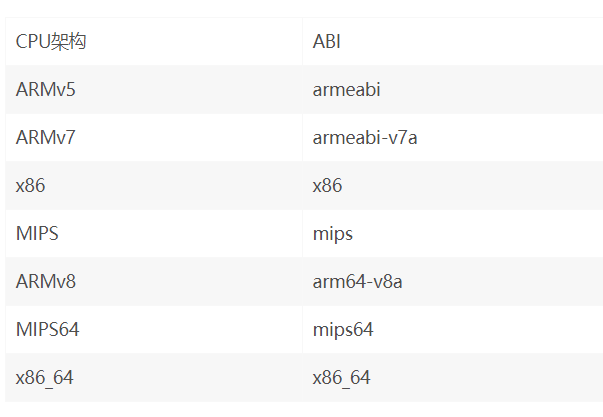 CPU架构 ABI
ARMv5 armeabi
ARMv7 armeabi-v7a
x86 x86
MIPS mips
ARMv8 arm64-v8a
MIPS64 mips64
x86_64 x86_64